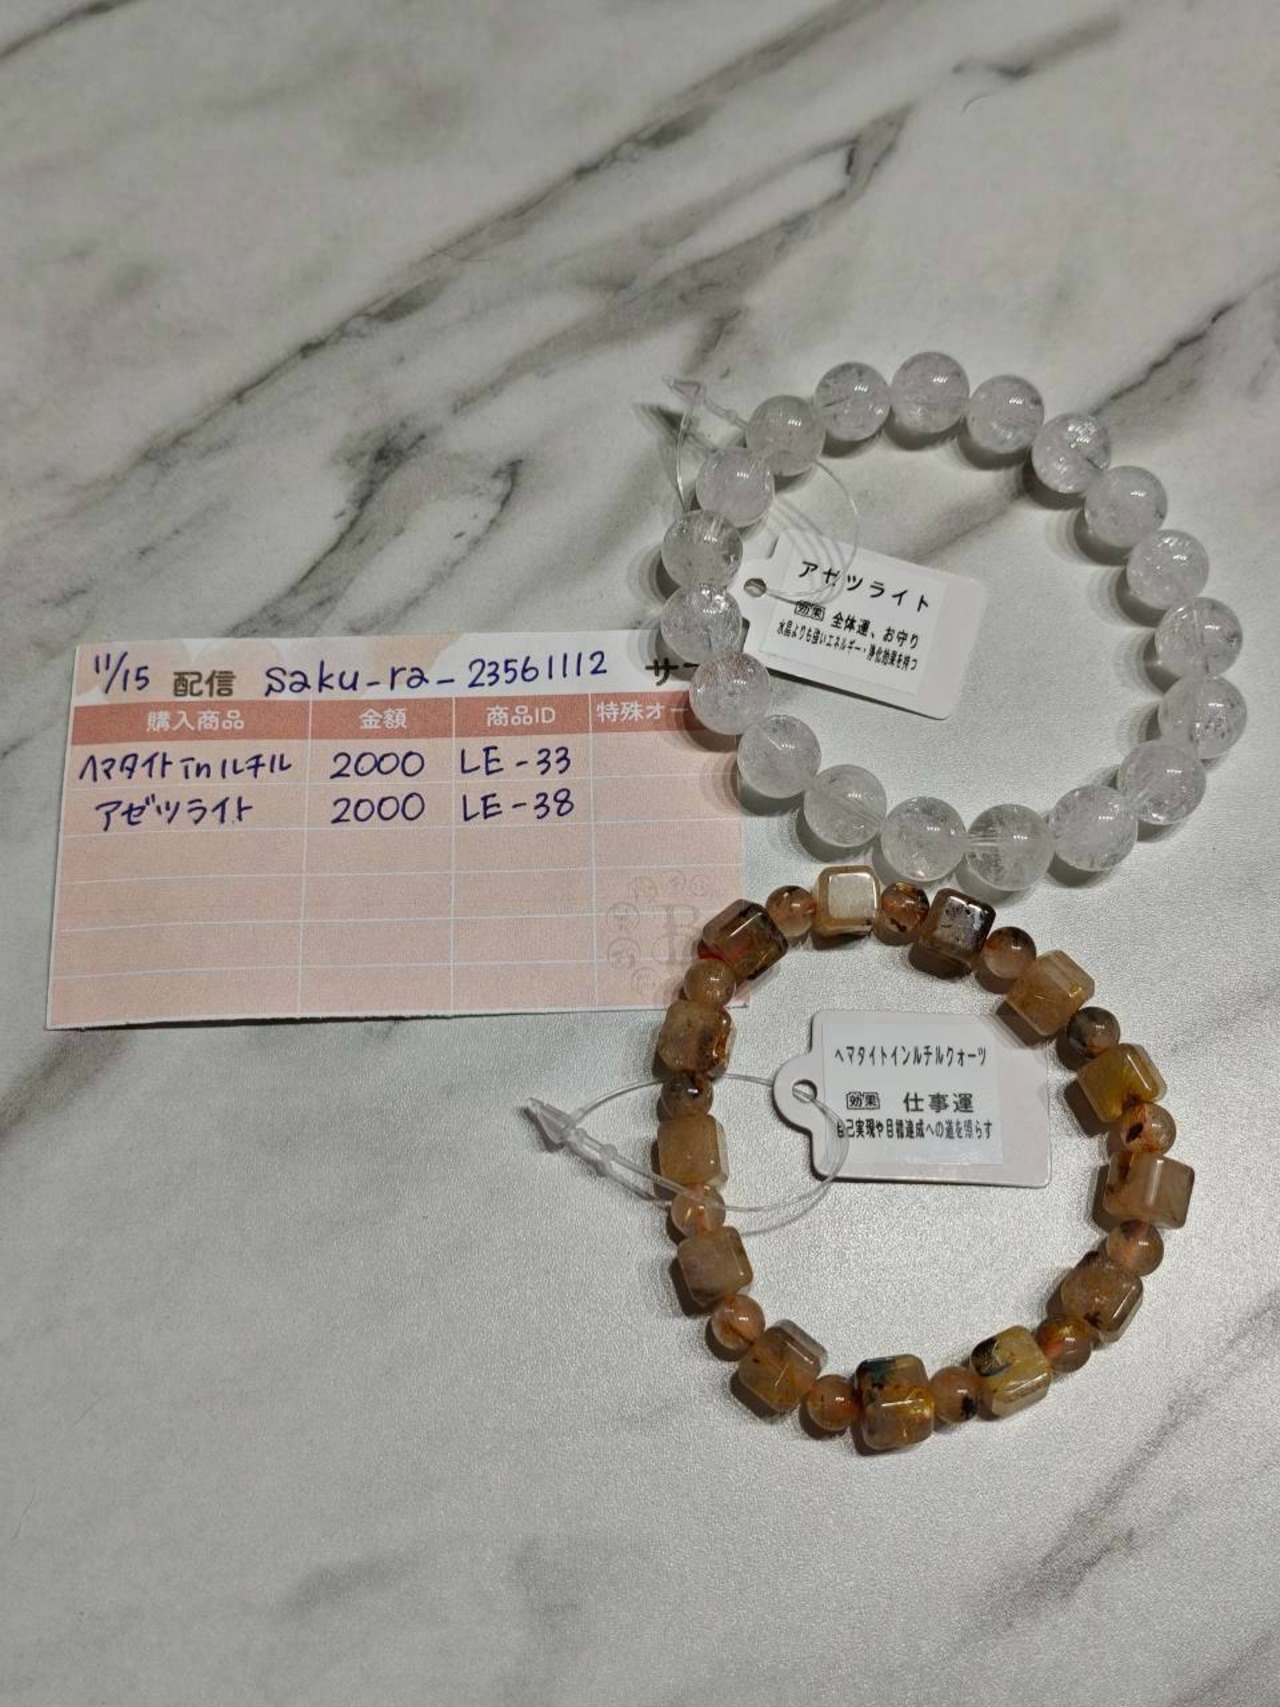 11/15 配信 saku-ra-23561112 サー
購入商品 金額 商品ID 特殊オー
ヘマタイトinルチル 2000 LE-33
アゼツライト 2000 LE-38
アゼツライト
効果 全体運、お守り
水晶よりも強いエネルギー・浄化効果を持つ
ヘマタイトインルチルクォーツ
効果 仕事運
自己実現や目標達成への道を照らす